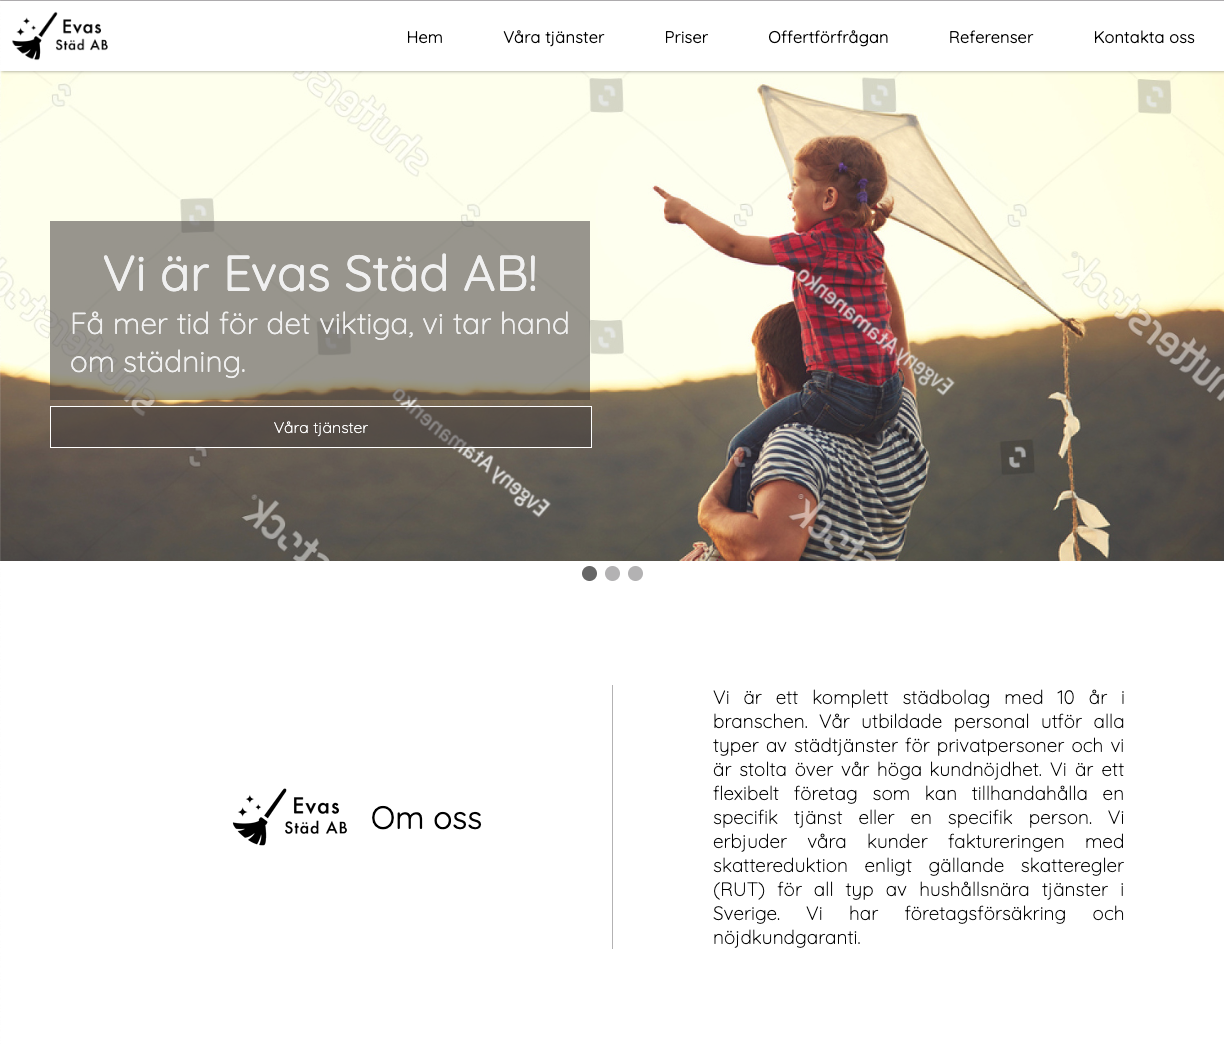 Evas
Städ AB
Hem
Våra tjänster
Priser
Offertförfrågan
Referenser
Kontakta oss
shutterstock
shutterstock
shutterstock
Vi är Evas Städ AB!
Få mer tid för det viktiga, vi tar hand
om städning.
Våra tjänster
EvgenyAtamanenko
EvgenyAtamanenko
Evas
Städ AB
Om oss
Vi är ett komplett städbolag med 10 år i
branschen. Vår utbildade personal utför alla
typer av städtjänster för privatpersoner och vi
är stolta över vår höga kundnöjdhet. Vi är ett
flexibelt företag som kan tillhandahålla en
specifik tjänst eller en specifik person. Vi
erbjuder våra kunder faktureringen med
skattereduktion enligt gällande skatteregler
(RUT) för all typ av hushållsnära tjänster i
Sverige. Vi har företagsförsäkring och
nöjdkundgaranti.